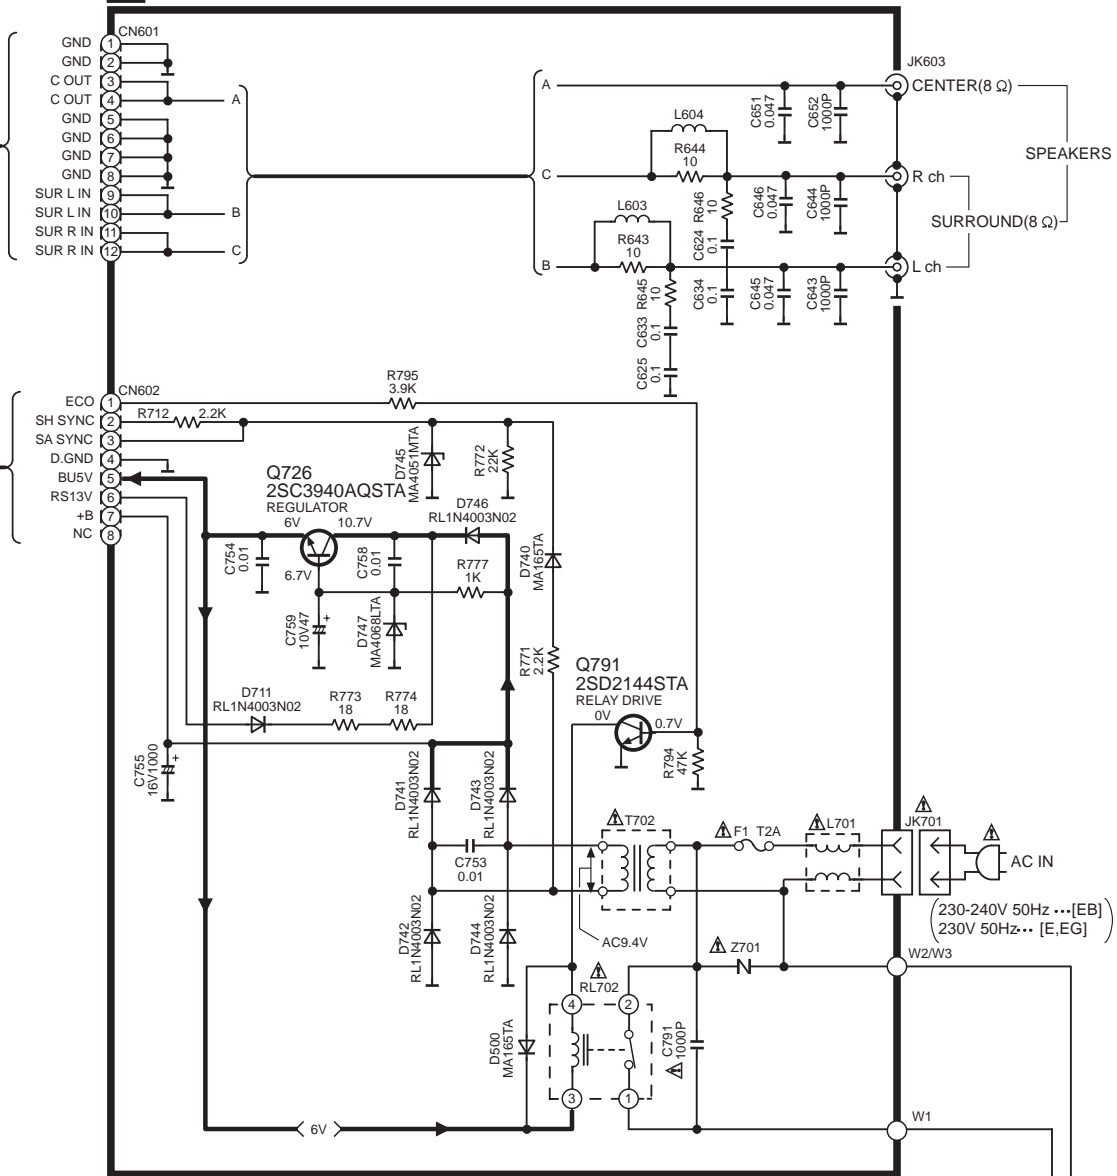 CN601
GND 1
GND 2
C OUT 3
C OUT 4
GND 5
GND 6
GND 7
GND 8
SUR L IN 9
SUR L IN 10
SUR R IN 11
SUR R IN 12
A
B
C
A
C
B
L604
R644
10
L603
R643
10
R646
10
C624
0.1
C634
0.1
R645
10
C633
0.1
C625
0.1
C651
0.047
C652
1000P
C646
0.047
C644
1000P
C645
0.047
C643
1000P
JK603
CENTER(8 Ω)
R ch
SURROUND(8 Ω)
L ch
SPEAKERS
CN602
ECO 1
SH SYNC 2
SA SYNC 3
D.GND 4
BU5V 5
RS13V 6
+B 7
NC 8
R795
3.9K
R712 2.2K
D745
MA4051MTA
R772
22K
Q726
2SC3940AQSTA
REGULATOR
6V 10.7V
6.7V
D746
RL1N4003N02
C754
0.01
C758
0.01
R777
1K
D740
MA165TA
C759
10V47
+
D747
MA4068LTA
R771
2.2K
D711
RL1N4003N02
R773
18
R774
18
Q791
2SD2144STA
RELAY DRIVE
0V 0.7V
R794
47K
C755
16V1000
+
D741
RL1N4003N02
D743
RL1N4003N02
C753
0.01
D742
RL1N4003N02
D744
RL1N4003N02
T702
AC9.4V
F1 T2A
L701
JK701
AC IN
230-240V 50Hz ···[EB]
230V 50Hz··· [E,EG]
Z701
W2/W3
RL702
4 2
3 1
D500
MA165TA
C791
1000P
6V
W1